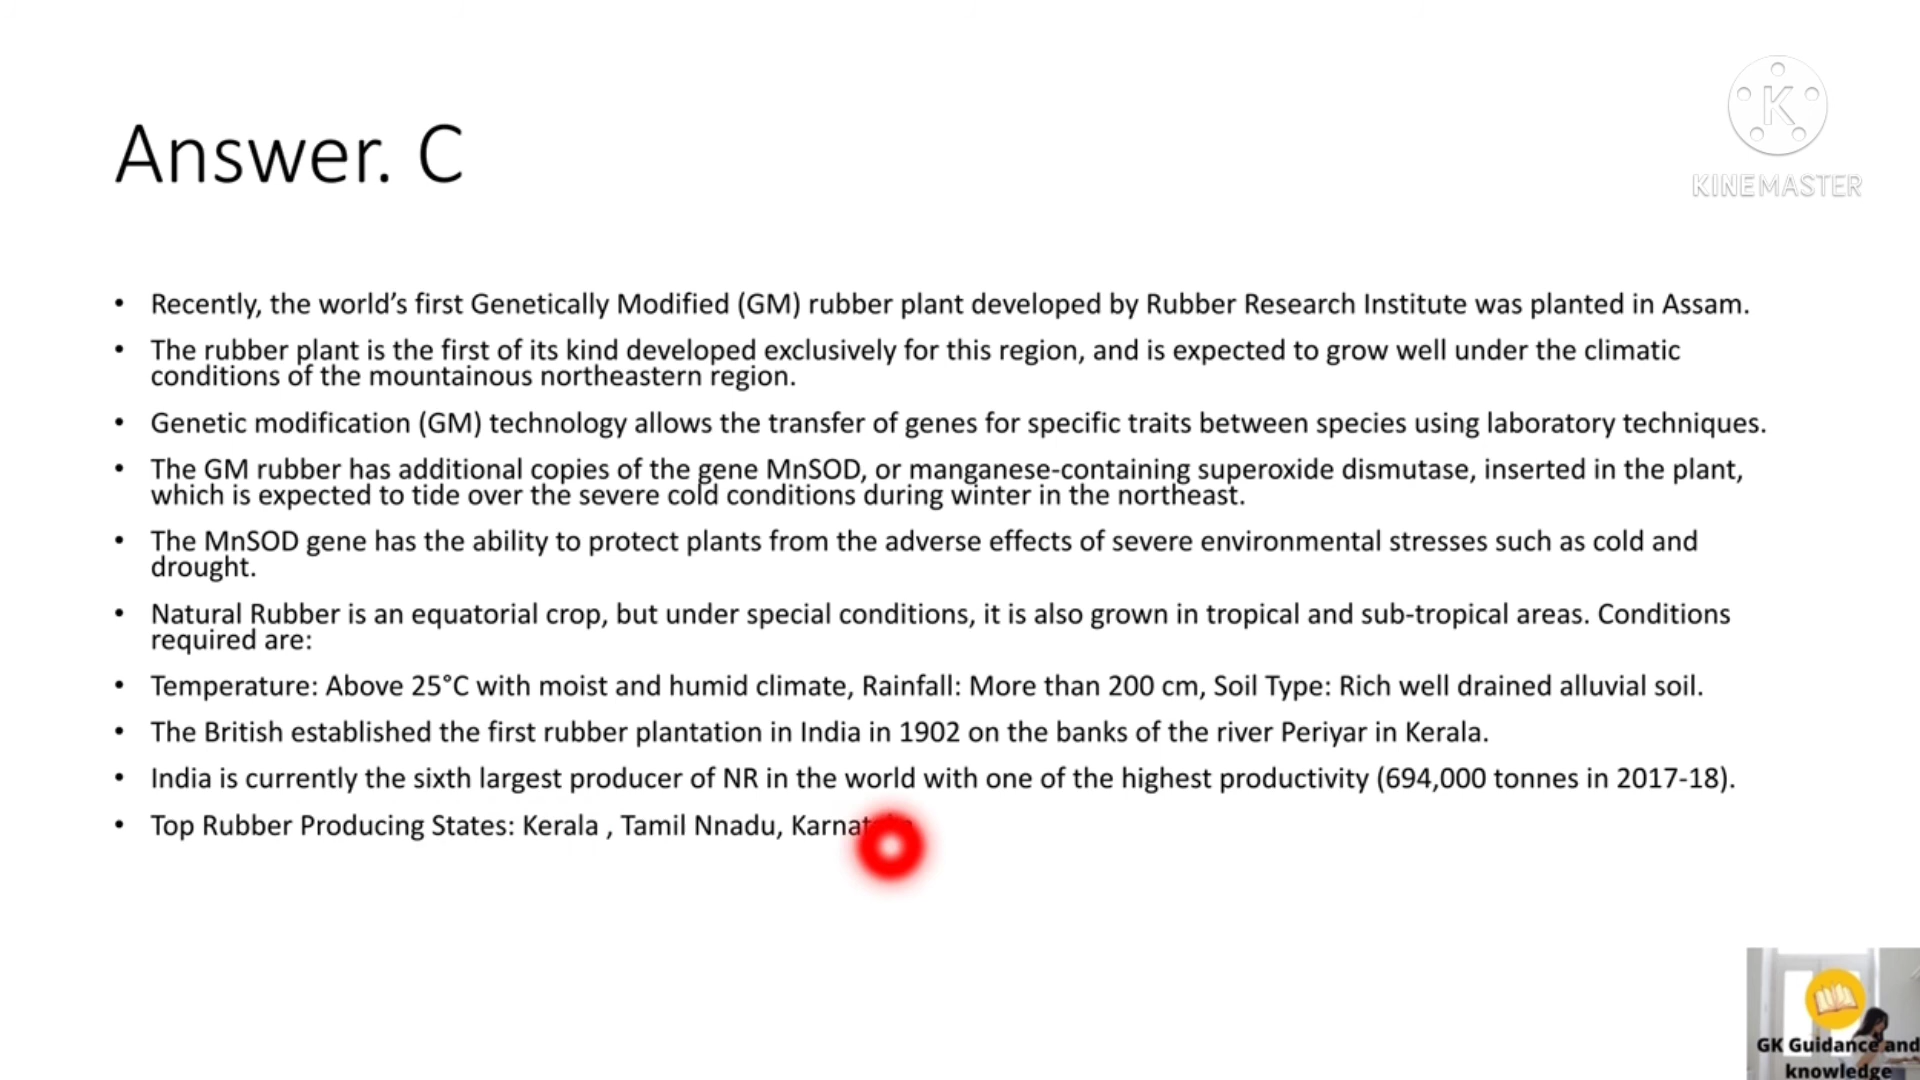 Answer. C
KINEMASTER
• Recently, the world’s first Genetically Modified (GM) rubber plant developed by Rubber Research Institute was planted in Assam.
• The rubber plant is the first of its kind developed exclusively for this region, and is expected to grow well under the climatic
conditions of the mountainous northeastern region.
• Genetic modification (GM) technology allows the transfer of genes for specific traits between species using laboratory techniques.
• The GM rubber has additional copies of the gene MnSOD, or manganese-containing superoxide dismutase, inserted in the plant,
which is expected to tide over the severe cold conditions during winter in the northeast.
• The MnSOD gene has the ability to protect plants from the adverse effects of severe environmental stresses such as cold and
drought.
• Natural Rubber is an equatorial crop, but under special conditions, it is also grown in tropical and sub-tropical areas. Conditions
required are:
• Temperature: Above 25°C with moist and humid climate, Rainfall: More than 200 cm, Soil Type: Rich well drained alluvial soil.
• The British established the first rubber plantation in India in 1902 on the banks of the river Periyar in Kerala.
• India is currently the sixth largest producer of NR in the world with one of the highest productivity (694,000 tonnes in 2017-18).
• Top Rubber Producing States: Kerala , Tamil Nnadu,
GK Guidance and
knowledge